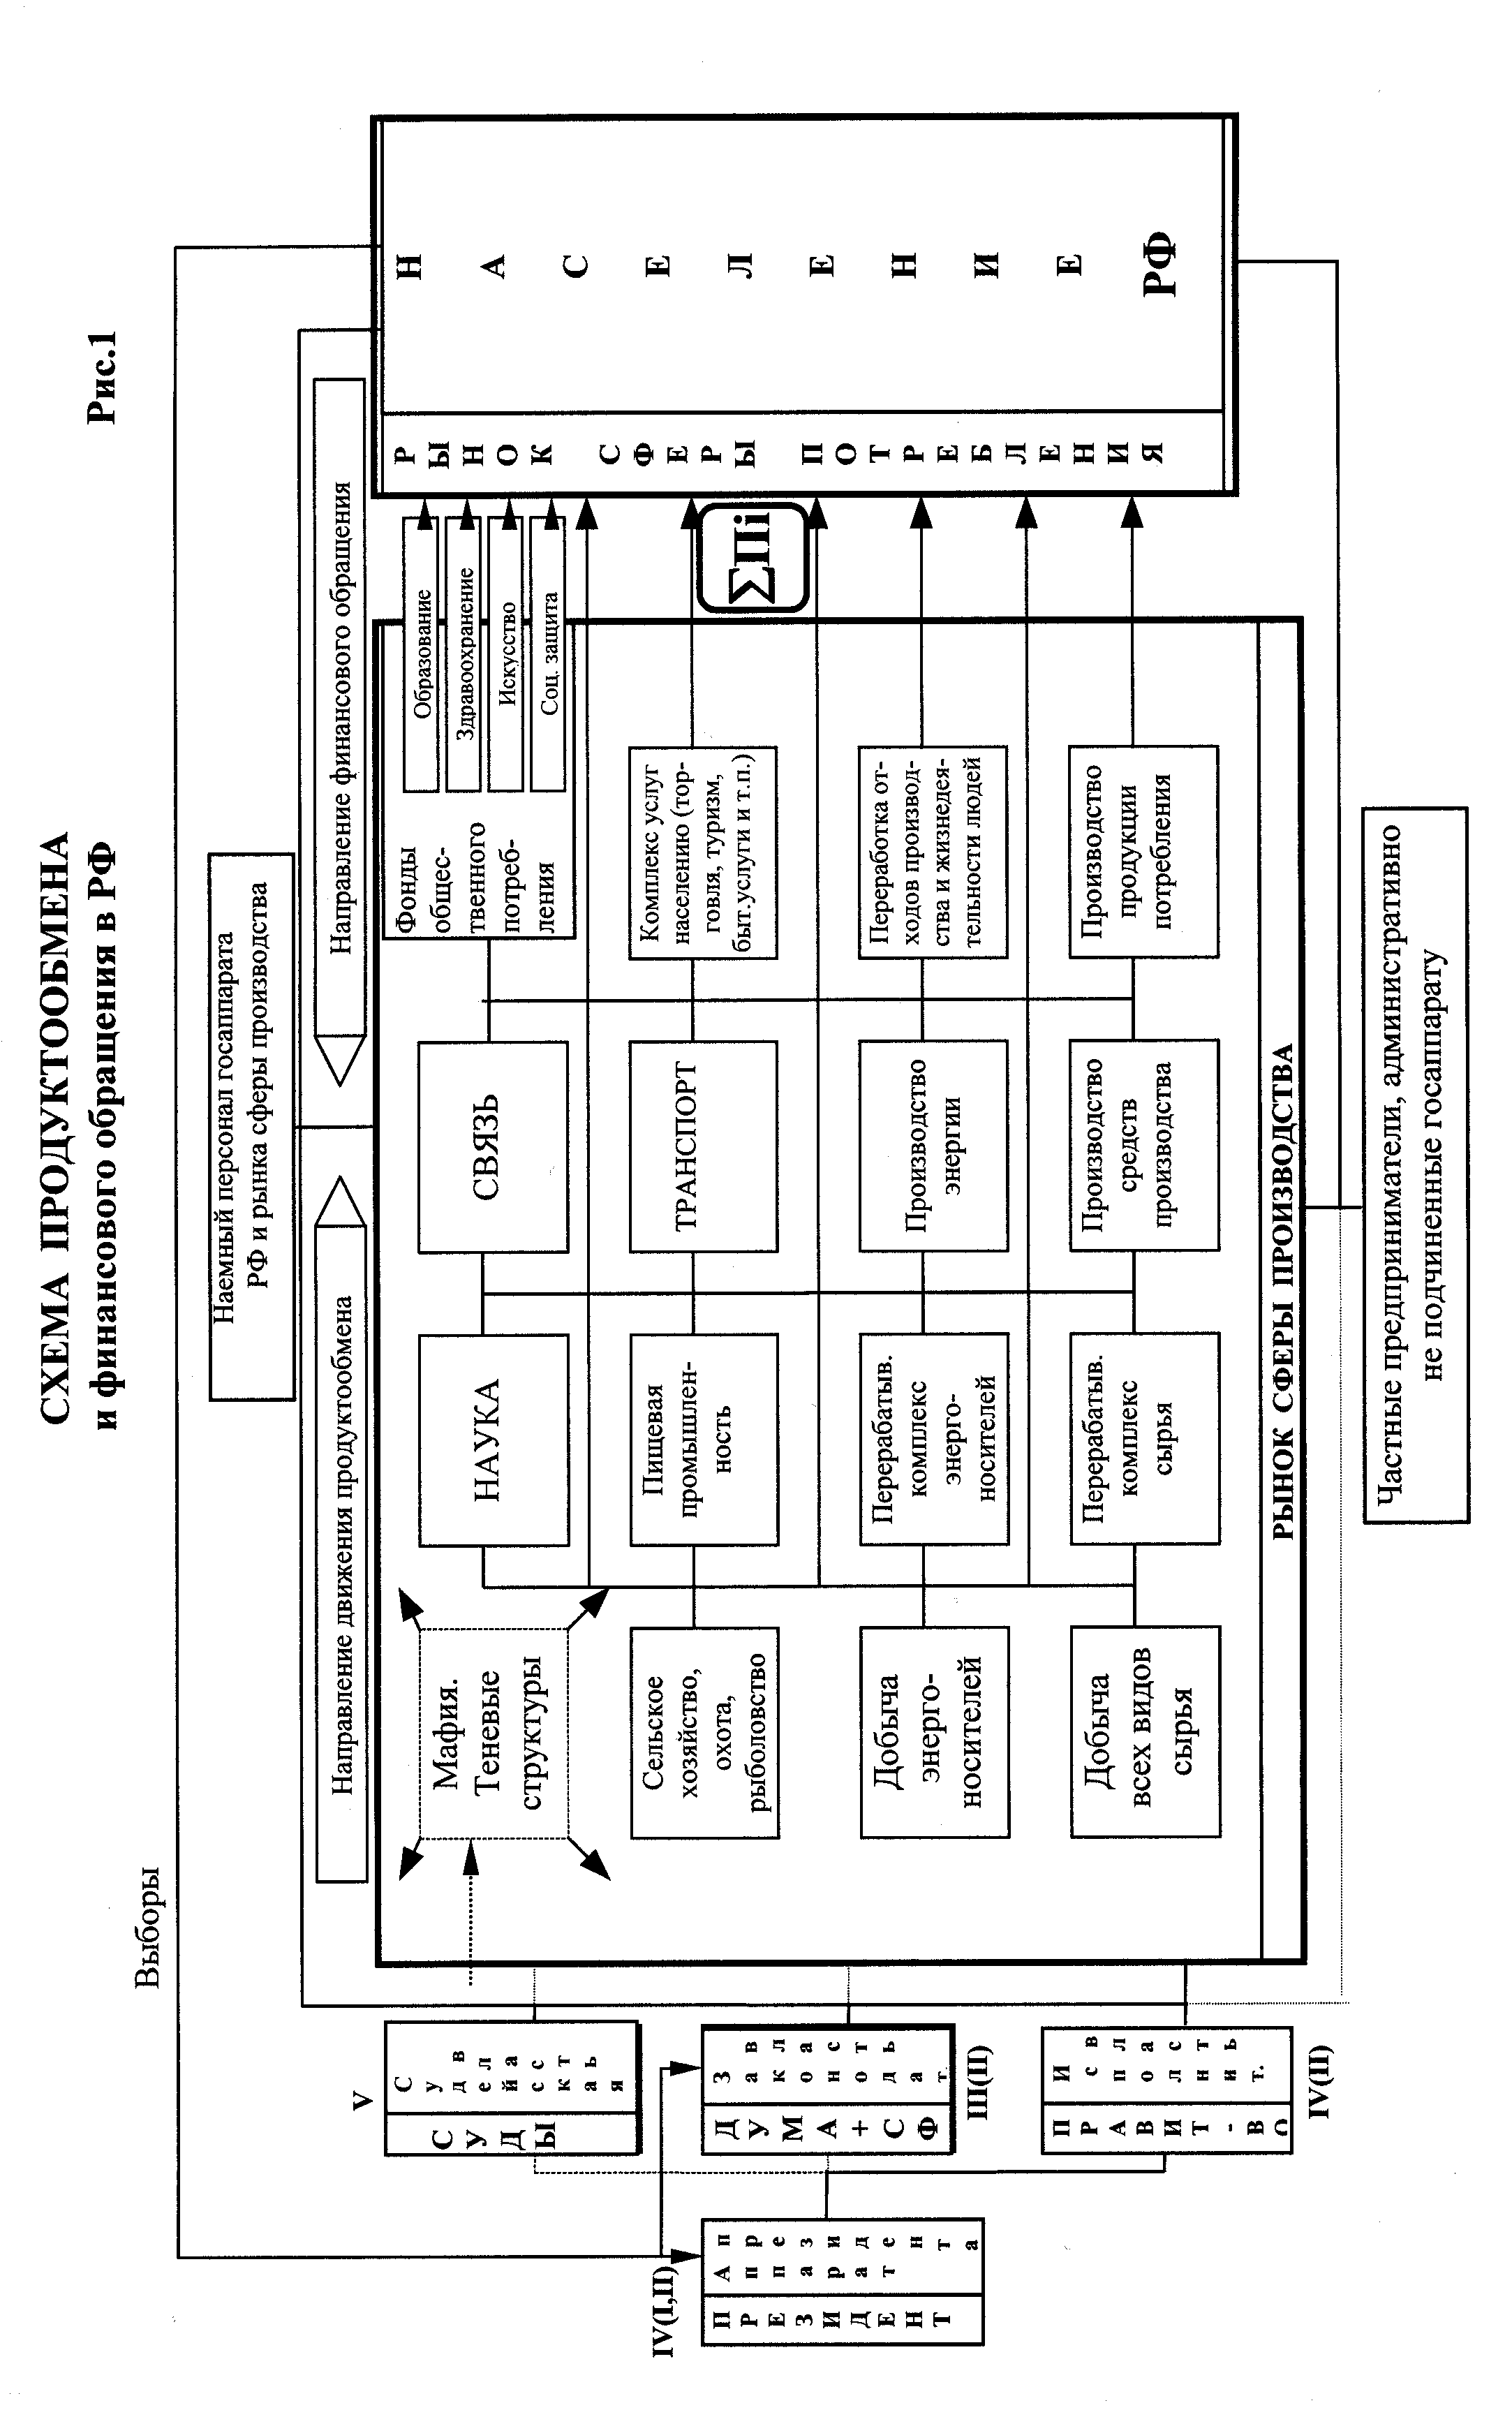 Рис.1
СХЕМА ПРОДУКТООБМЕНА
и финансового обращения в РФ
Выборы
Наемный персонал госаппарата
РФ и рынка сферы производства
Направление движения продуктообмена
Направление финансового обращения
IV(I,II)
ПРЕЗИДЕНТ
Аппарат
президента
V
СУДЫ
Судейская
власть
ДУМА+СФ
Законодат.
власть
III(II)
ПРАВИТ-ВО
Исполнит.
власть
IV(II)
Мафия.
Теневые
структуры
НАУКА
СВЯЗЬ
Фонды
общес-
твенного
потреб-
ления
Образование
Здравоохранение
Искусство
Соц. защита
Сельское
хозяйство,
охота,
рыболовство
Пищевая
промышлен-
ность
ТРАНСПОРТ
Комплекс услуг
населению (тор-
говля, туризм,
быт.услуги и т.п.)
∑Пi
Добыча
энерго-
носителей
Перерабатыв.
комплекс
энерго-
носителей
Производство
энергии
Переработка от-
ходов производ-
ства и жизнедея-
тельности людей
Добыча
всех видов
сырья
Перерабатыв.
комплекс
сырья
Производство
средств
производства
Производство
продукции
потребления
РЫНОК СФЕРЫ ПРОИЗВОДСТВА
РЫНОК СФЕРЫ ПОТРЕБЛЕНИЯ
НАСЕЛЕНИЕ
РФ
Частные предприниматели, административно
не подчиненные госаппарату